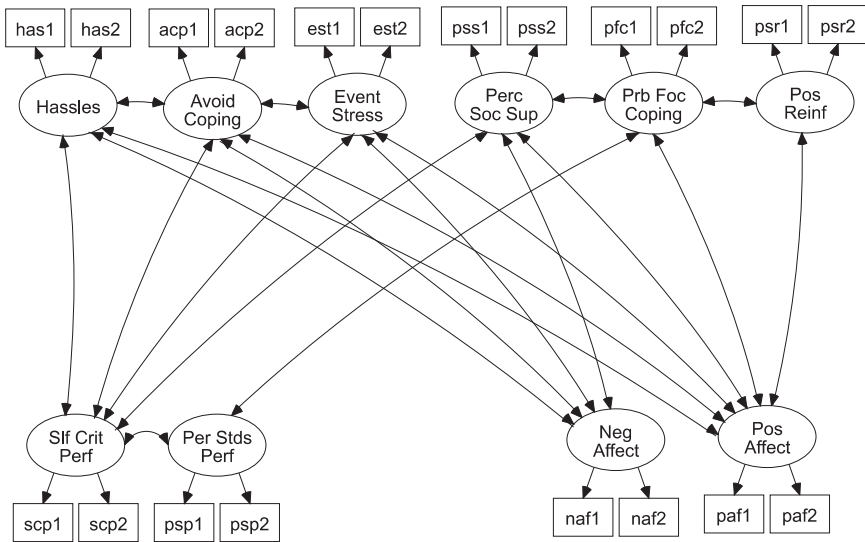 has1
has2
acp1
acp2
est1
est2
pss1
pss2
pfc1
pfc2
psr1
psr2
Hassles
Avoid
Coping
Event
Stress
Perc
Soc Sup
Prb Foc
Coping
Pos
Reinf
Slf Crit
Perf
Per Stds
Perf
Neg
Affect
Pos
Affect
scp1
scp2
psp1
psp2
naf1
naf2
paf1
paf2